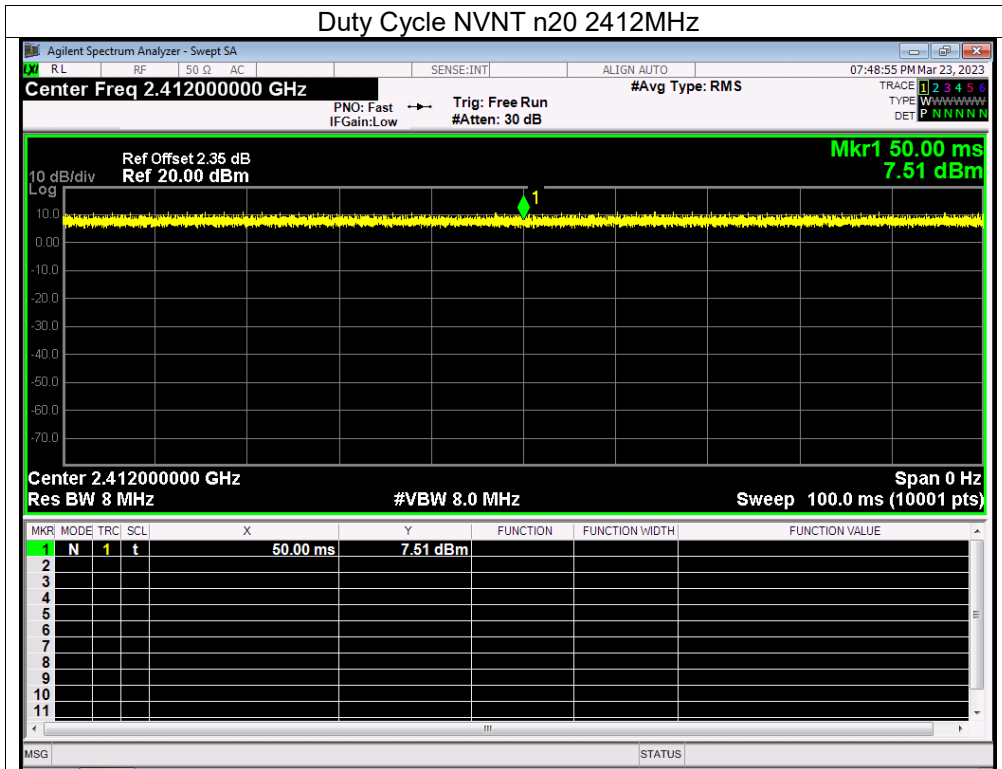 Duty Cycle NVNT n20 2412MHz
Agilent Spectrum Analyzer - Swept SA
LXI RL RF 50 Ω AC SENSE:INT ALIGN AUTO 07:48:55 PM Mar 23, 2023
Center Freq 2.412000000 GHz #Avg Type: RMS TRACE 1 2 3 4 5 6
PNO: Fast Trig: Free Run TYPE WWWWWW
IFGain:Low #Atten: 30 dB DET P N N N N N
Mkr1 50.00 ms
Ref Offset 2.35 dB
10 dB/div Ref 20.00 dBm 7.51 dBm
Log
1
10.0
0.00
-10.0
-20.0
-30.0
-40.0
-50.0
-60.0
-70.0
Center 2.412000000 GHz Span 0 Hz
Res BW 8 MHz #VBW 8.0 MHz Sweep 100.0 ms (10001 pts)
MKR MODE TRC SCL X Y FUNCTION FUNCTION WIDTH FUNCTION VALUE
1 N 1 t 50.00 ms 7.51 dBm
2
3
4
5
6
7
8
9
10
11
MSG STATUS